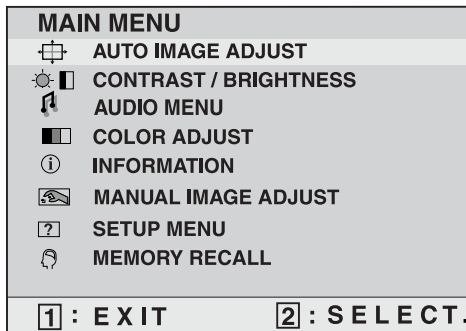 MAIN MENU
AUTO IMAGE ADJUST
CONTRAST / BRIGHTNESS
AUDIO MENU
COLOR ADJUST
i INFORMATION
MANUAL IMAGE ADJUST
? SETUP MENU
MEMORY RECALL
1 : EXIT 2 : SELECT.